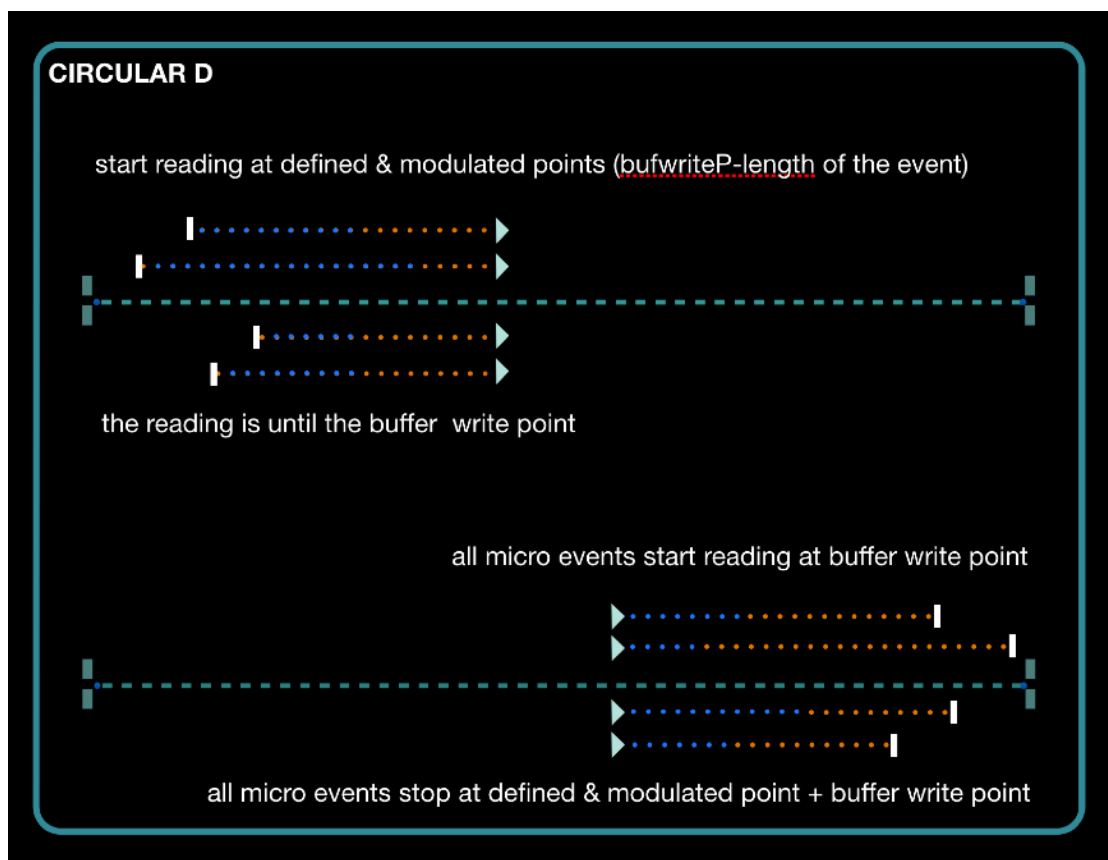 CIRCULAR D
start reading at defined & modulated points (bufwriteP-length of the event)
the reading is until the buffer  write point
all micro events start reading at buffer write point
all micro events stop at defined & modulated point + buffer write point